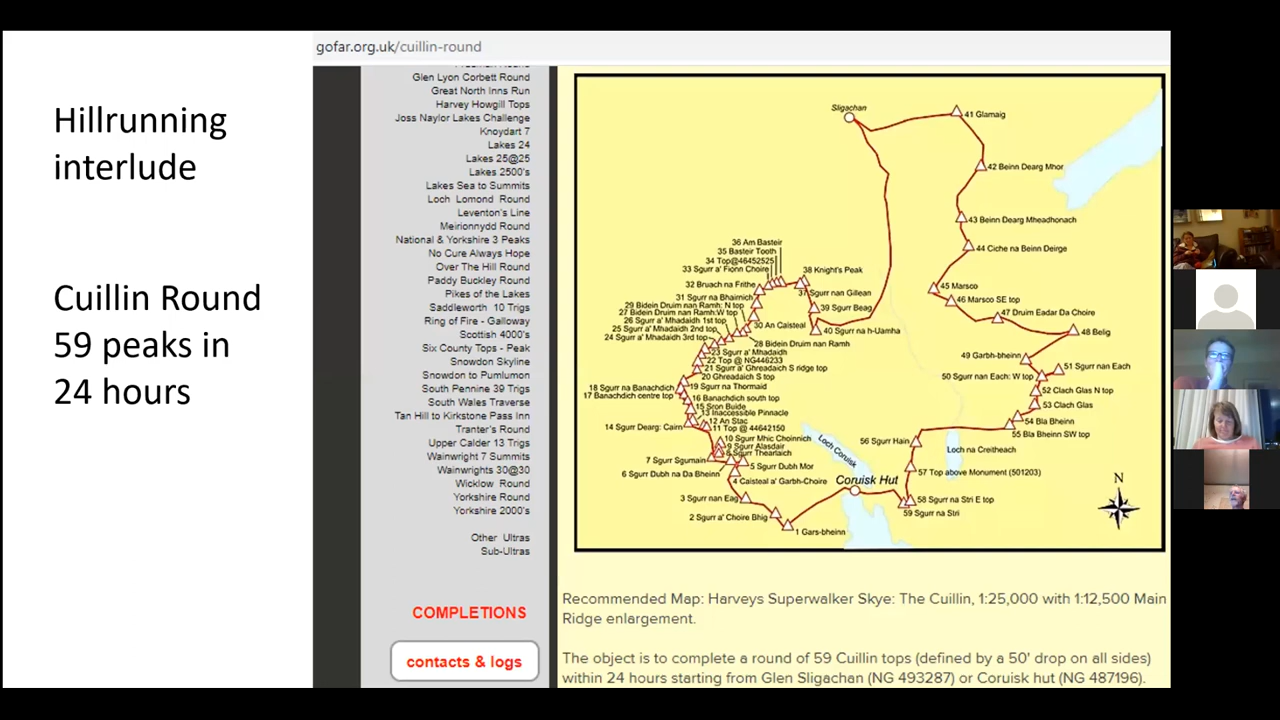 Hillrunning
interlude
Cuillin Round
59 peaks in
24 hours
gofar.org.uk/cuillin-round
Glen Lyon Corbett Round
Great North Inns Run
Harvey Howgill Tops
Joss Naylor Lakes Challenge
Knoydart 7
Lakes 24
Lakes 25@25
Lakes 2500's
Lakes Sea to Summits
Loch Lomond Round
Leventon's Line
Meirionnydd Round
National & Yorkshire 3 Peaks
No Cure Always Hope
Over The Hill Round
Paddy Buckley Round
Pikes of the Lakes
Saddleworth 10 Trigs
Ring of Fire - Galloway
Scottish 4000's
Six County Tops - Peak
Snowdon Skyline
Snowdon to Pumlumon
South Pennine 39 Trigs
South Wales Traverse
Tan Hill to Kirkstone Pass Inn
Tranter's Round
Upper Calder 13 Trigs
Wainwright 7 Summits
Wainwrights 30@30
Wicklow Round
Yorkshire Round
Yorkshire 2000's
Other Ultras
Sub-Ultras
COMPLETIONS
contacts & logs
Sligachan
41 Glamaig
42 Beinn Dearg Mhor
43 Beinn Dearg Mheadhonach
44 Ciche na Beinn Deirge
45 Marsco
46 Marsco SE top
47 Druim Eadar Da Choire
48 Belig
49 Garbh-bheinn
50 Sgurr nan Each: W top
51 Sgurr nan Each
52 Clach Glas N top
53 Clach Glas
54 Bla Bheinn
55 Bla Bheinn SW top
56 Sgurr Hain
Loch na Creitheach
57 Top above Monument (501203)
58 Sgurr na Stri E top
59 Sgurr na Stri
36 Am Basteir
35 Basteir Tooth
34 Top@46452525
33 Sgurr a' Fionn Choire
32 Bruach na Frithe
38 Knight's Peak
37 Sgurr nan Gillean
39 Sgurr Beag
40 Sgurr na h-Uamha
31 Sgurr na Bhairnich
30 An Caisteal
29 Bidein Druim nan Ramh: N top
27 Bidein Druim nan Ramh:W top
28 Bidein Druim nan Ramh
26 Sgurr a' Mhadaidh 1st top
25 Sgurr a' Mhadaidh 2nd top
24 Sgurr a' Mhadaidh 3rd top
23 Sgurr a' Mhadaidh
22 Top @ NG446233
21 Sgurr a' Ghreadaich S ridge top
20 Ghreadaich S top
19 Sgurr na Thormaid
18 Sgurr na Banachdich
17 Banachdich centre top
16 Banachdich south top
15 Sron Buide
13 Inaccessible Pinnacle
12 An Stac
14 Sgurr Dearg: Cairn
11 Top @ 44642150
10 Sgurr Mhic Choinnich
9 Sgurr Alasdair
8 Sgurr Thearlaich
7 Sgurr Sgumain
6 Sgurr Dubh na Da Bheinn
5 Sgurr Dubh Mor
4 Caisteal a' Garbh-Choire
3 Sgurr nan Eag
2 Sgurr a' Choire Bhig
1 Gars-bheinn
Loch Coruisk
Coruisk Hut
N
Recommended Map: Harveys Superwalker Skye: The Cuillin, 1:25,000 with 1:12,500 Main
Ridge enlargement.
The object is to complete a round of 59 Cuillin tops (defined by a 50' drop on all sides)
within 24 hours starting from Glen Sligachan (NG 493287) or Coruisk hut (NG 487196).